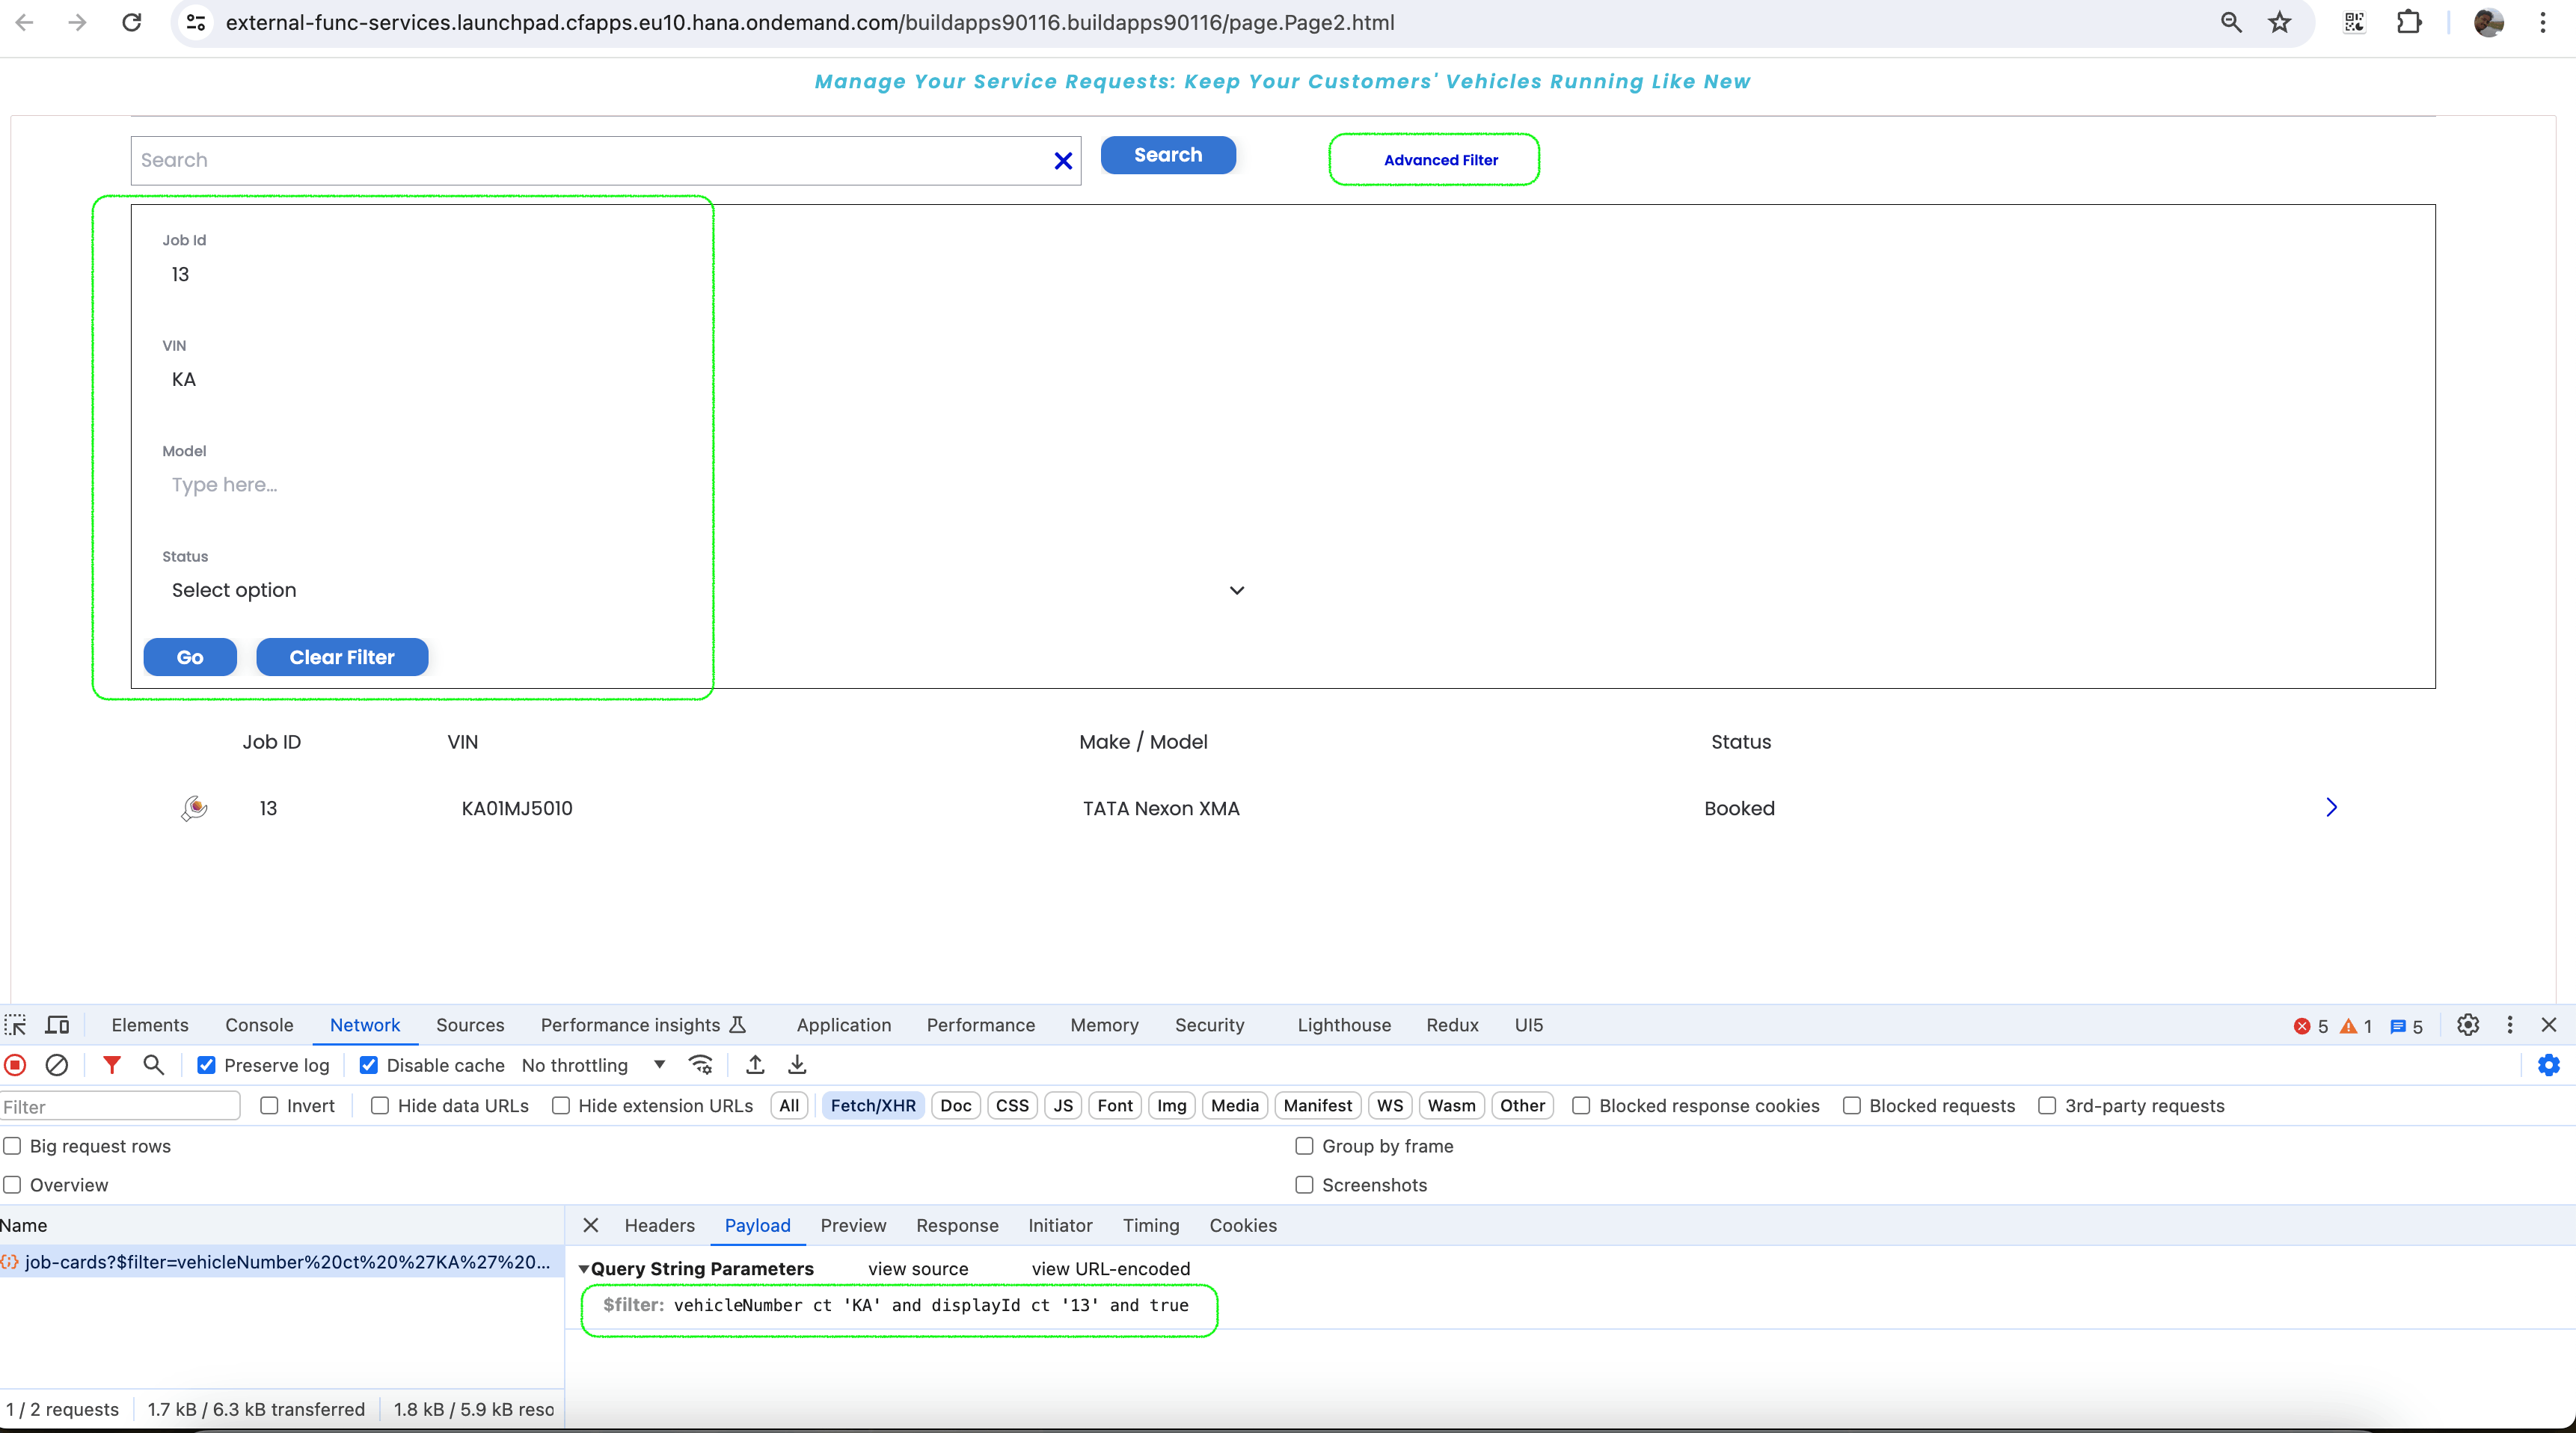 external-func-services.launchpad.cfapps.eu10.hana.ondemand.com/buildapps90116.buildapps90116/page.Page2.html
Manage Your Service Requests: Keep Your Customers' Vehicles Running Like New
Search Search Advanced Filter
Job Id
13
VIN
KA
Model
Type here...
Status
Select option
Go Clear Filter
Job ID VIN Make / Model Status
13 KA01MJ5010 TATA Nexon XMA Booked
Elements Console Network Sources Performance insights Application Performance Memory Security Lighthouse Redux UI5 5 1 5
Preserve log Disable cache No throttling
Filter Invert Hide data URLs Hide extension URLs All Fetch/XHR Doc CSS JS Font Img Media Manifest WS Wasm Other Blocked response cookies Blocked requests 3rd-party requests
Big request rows Group by frame
Overview Screenshots
Name Headers Payload Preview Response Initiator Timing Cookies
job-cards?$filter=vehicleNumber%20ct%20%27KA%27%20... Query String Parameters view source view URL-encoded
$filter: vehicleNumber ct 'KA' and displayId ct '13' and true
1 / 2 requests 1.7 kB / 6.3 kB transferred 1.8 kB / 5.9 kB reso